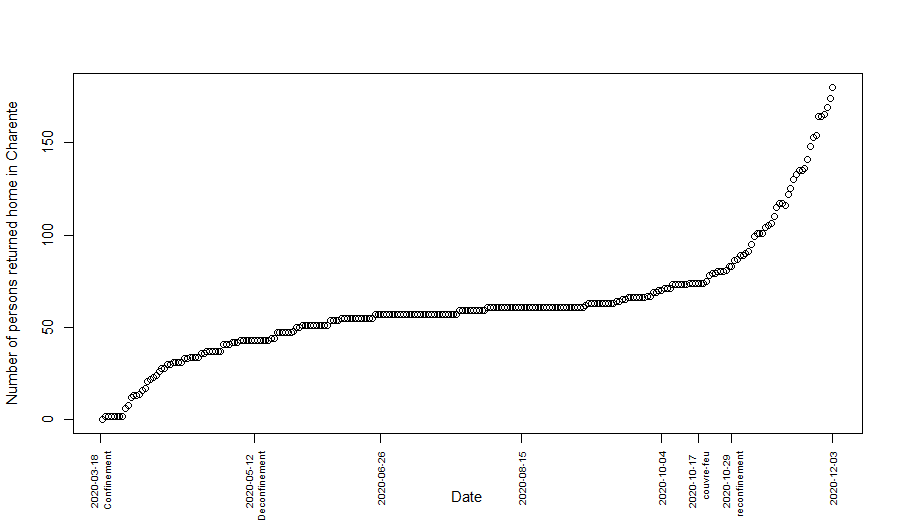 Number of persons returned home in Charente
150
100
50
0
2020-03-18
Confinement
2020-05-12
Deconfinement
2020-06-26
2020-08-15
2020-10-04
2020-10-17
couvre-feu
2020-10-29
reconfinement
2020-12-03
Date